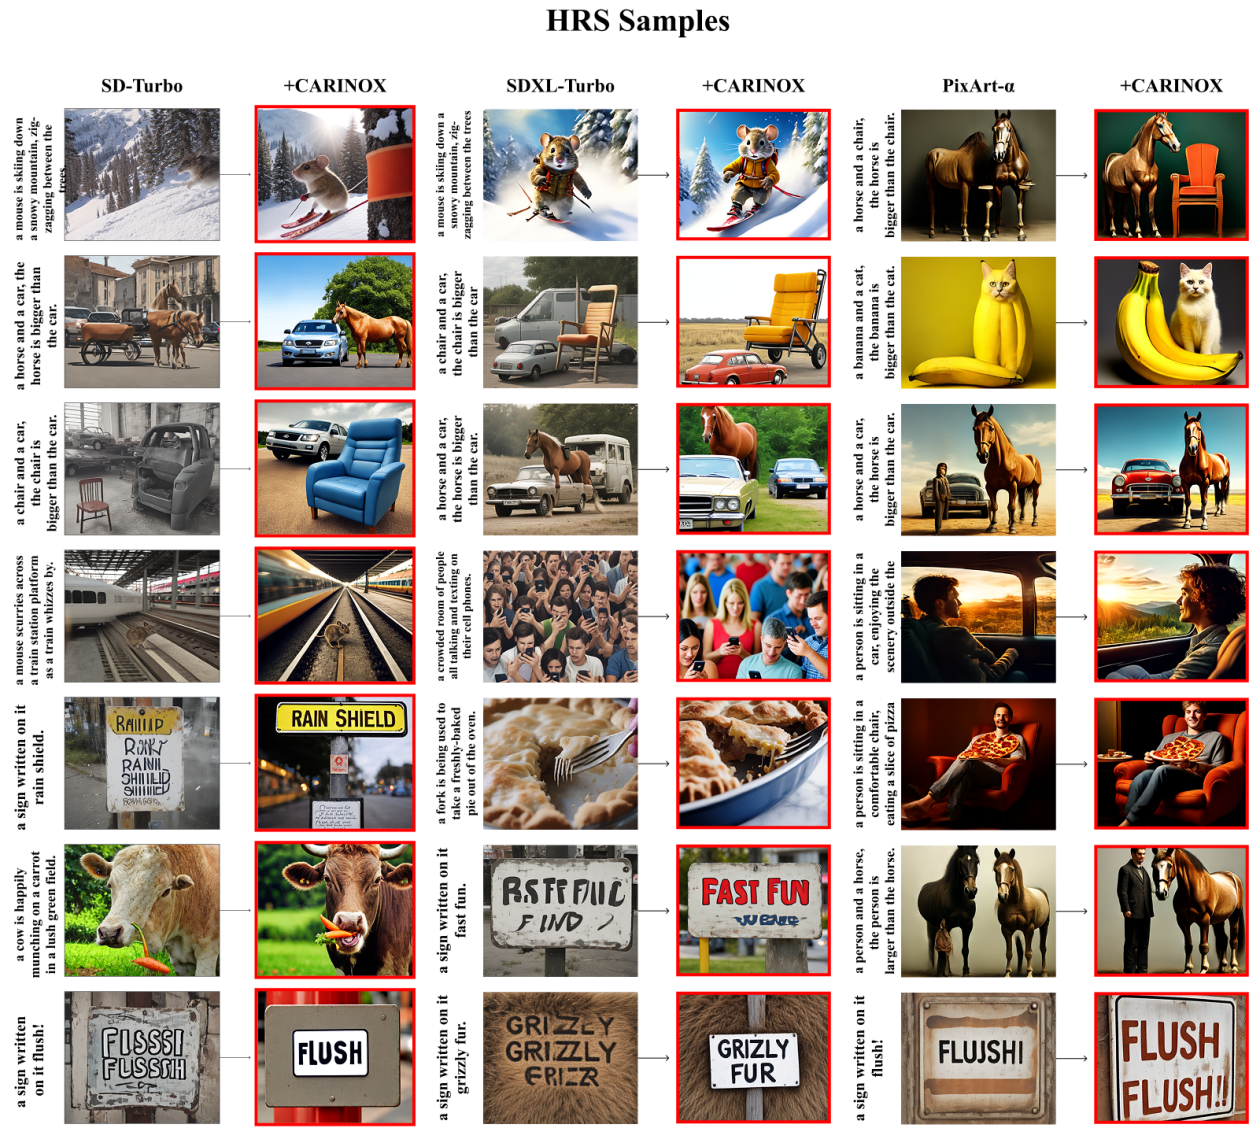 HRS Samples
SD-Turbo
+CARINOX
SDXL-Turbo
+CARINOX
PixArt-α
+CARINOX
a mouse is skiing down
a snowy mountain, zig-
zagging between the
trees
a mouse is skiing down a
snowy mountain, zig-
zagging between the trees
a horse and a chair,
the horse is
bigger than the chair.
a horse and a car, the
horse is bigger than
the car.
a chair and a car,
the chair is bigger
than the car
a banana and a cat,
the banana is
bigger than the cat.
a chair and a car,
the chair is
bigger than the car.
a horse and a car,
the horse is bigger
than the car.
a horse and a car,
the horse is
bigger than the car.
a mouse scurries across
a train station platform
as a train whizzes by.
a crowded room of people
all talking and texting on
their cell phones.
a person is sitting in a
car, enjoying the
scenery outside the
a sign written on it
rain shield.
RAIN SHIELD
a fork is being used to
take a freshly-baked
pie out of the oven.
a person is sitting in a
comfortable chair,
eating a slice of pizza
a cow is happily
munching on a carrot
in a lush green field.
a sign written on it
fast fun.
FAST FUN
a person and a horse,
the person is
larger than the horse.
a sign written
on it flush!
FLUSH
a sign written on it
grizzly fur.
GRIZZLY
GRIZZLY
GRIZLY
FUR
a sign written on it
flush!
FLUJSHI
FLUSH
FLUSH!!